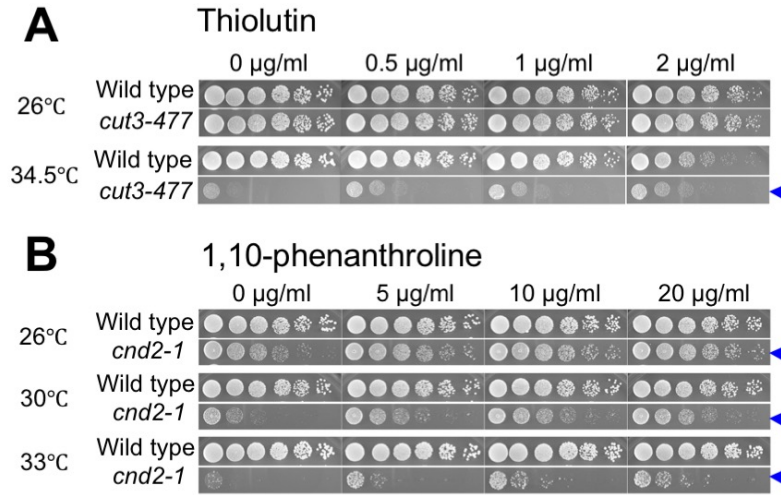 A
Thiolutin
0 µg/ml 0.5 µg/ml 1 µg/ml 2 µg/ml
26℃
Wild type
cut3-477
34.5℃
Wild type
cut3-477
B
1,10-phenanthroline
0 µg/ml 5 µg/ml 10 µg/ml 20 µg/ml
26℃
Wild type
cnd2-1
30℃
Wild type
cnd2-1
33℃
Wild type
cnd2-1